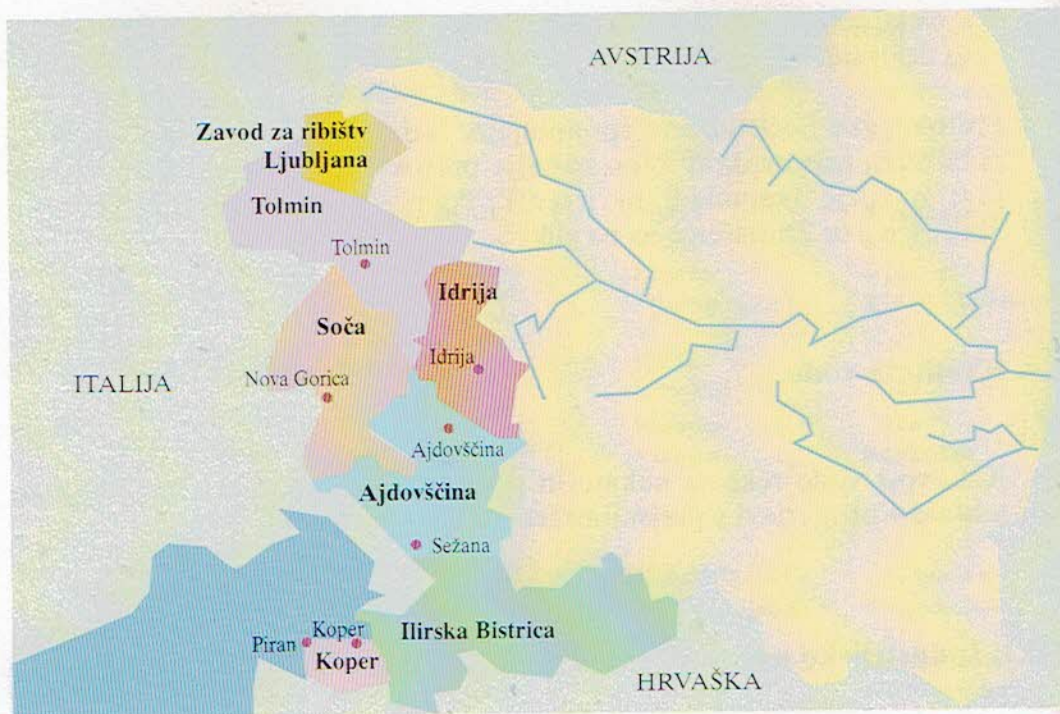 AVSTRIJA
Zavod za ribištv
Ljubljana
Tolmin
Tolmin
Idrija
Soča
Idrija
ITALIJA
Nova Gorica
Ajdovščina
Ajdovščina
Sežana
Koper
Piran
Ilirska Bistrica
Koper
HRVAŠKA